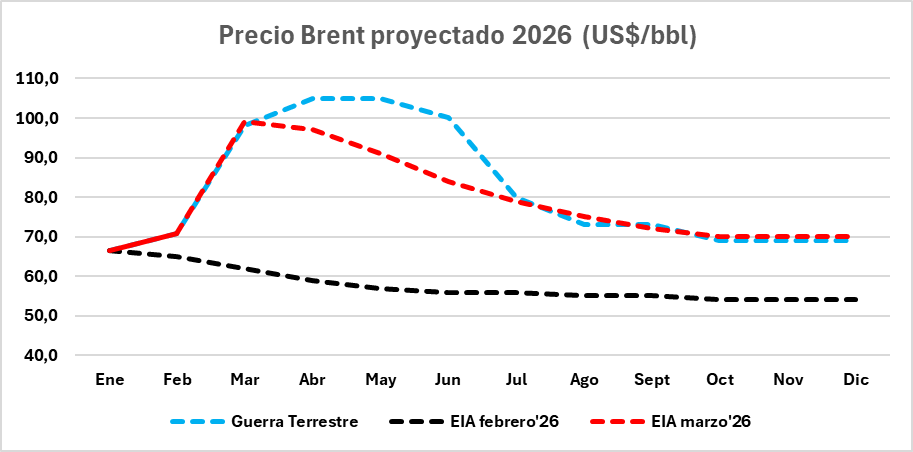 Precio Brent proyectado 2026 (US$/bbl)
110,0
100,0
90,0
80,0
70,0
60,0
50,0
40,0
Ene Feb Mar Abr May Jun Jul Ago Sept Oct Nov Dic
Guerra Terrestre EIA febrero'26 EIA marzo'26